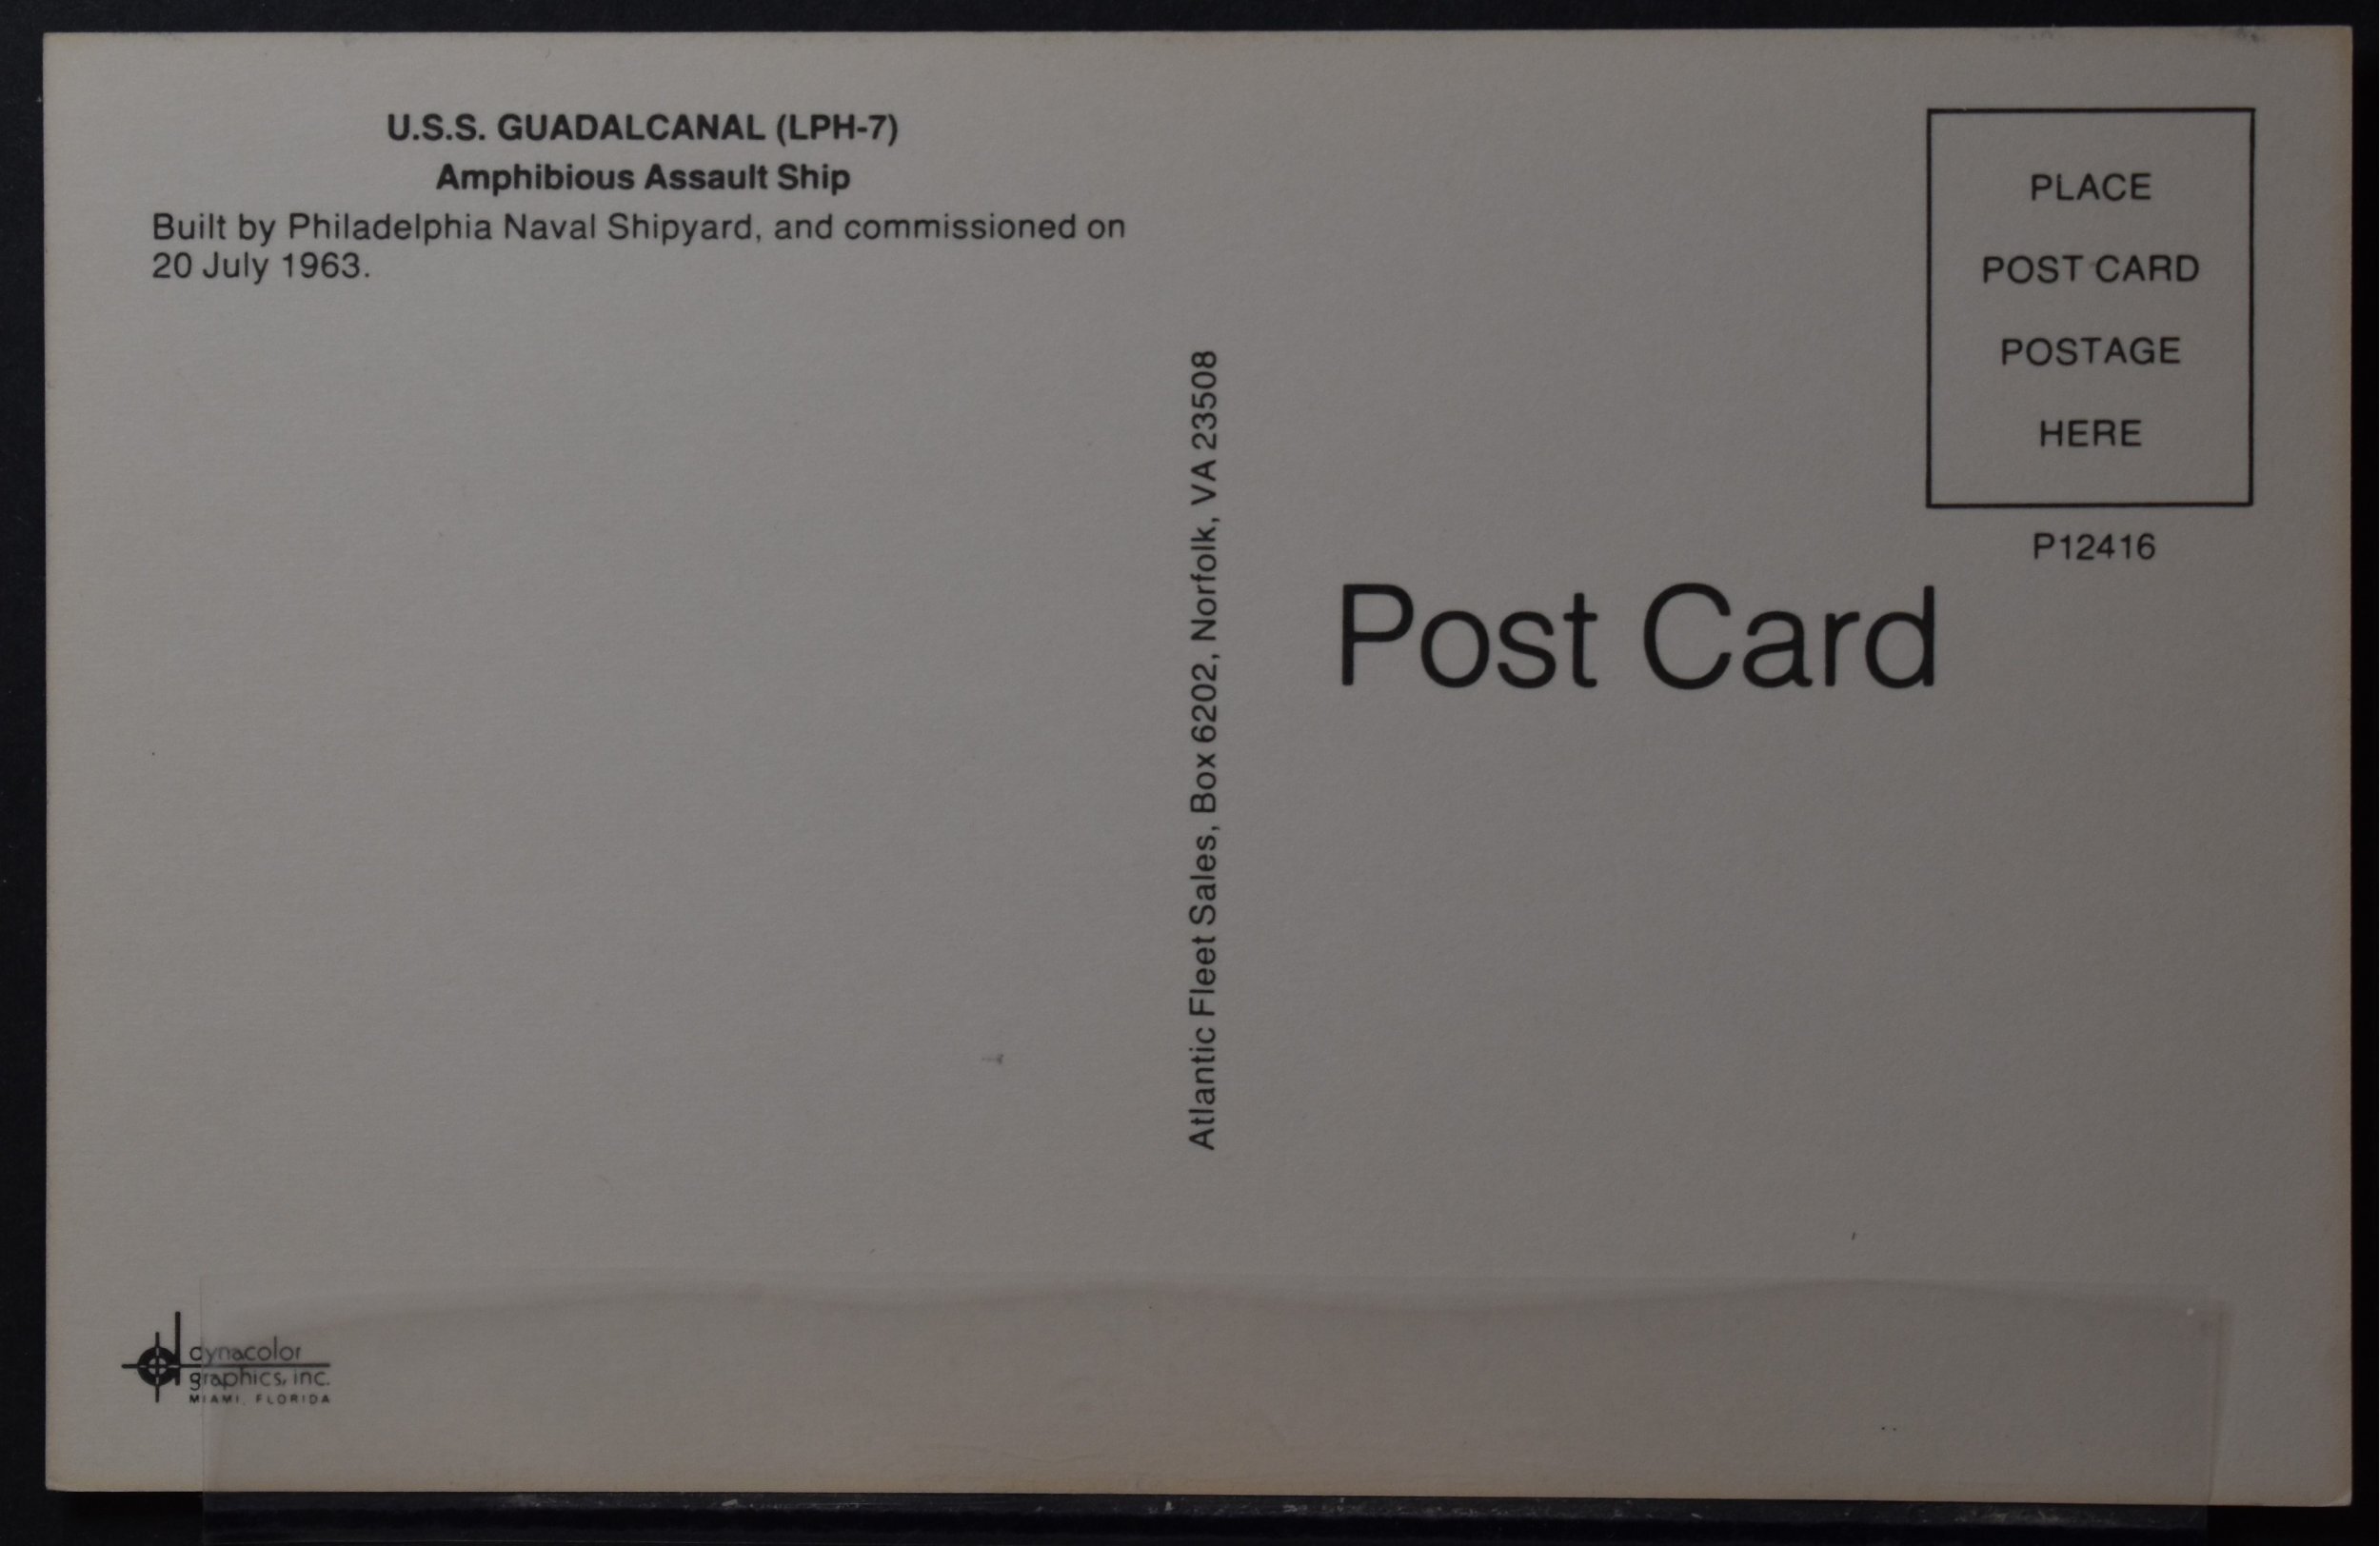 U.S.S. GUADALCANAL (LPH-7)
Amphibious Assault Ship
Built by Philadelphia Naval Shipyard, and commissioned on
20 July 1963.
Atlantic Fleet Sales, Box 6202, Norfolk, VA 23508
PLACE
POST CARD
POSTAGE
HERE
P12416
Post Card
dynacolor
graphics, inc.
MIAMI, FLORIDA